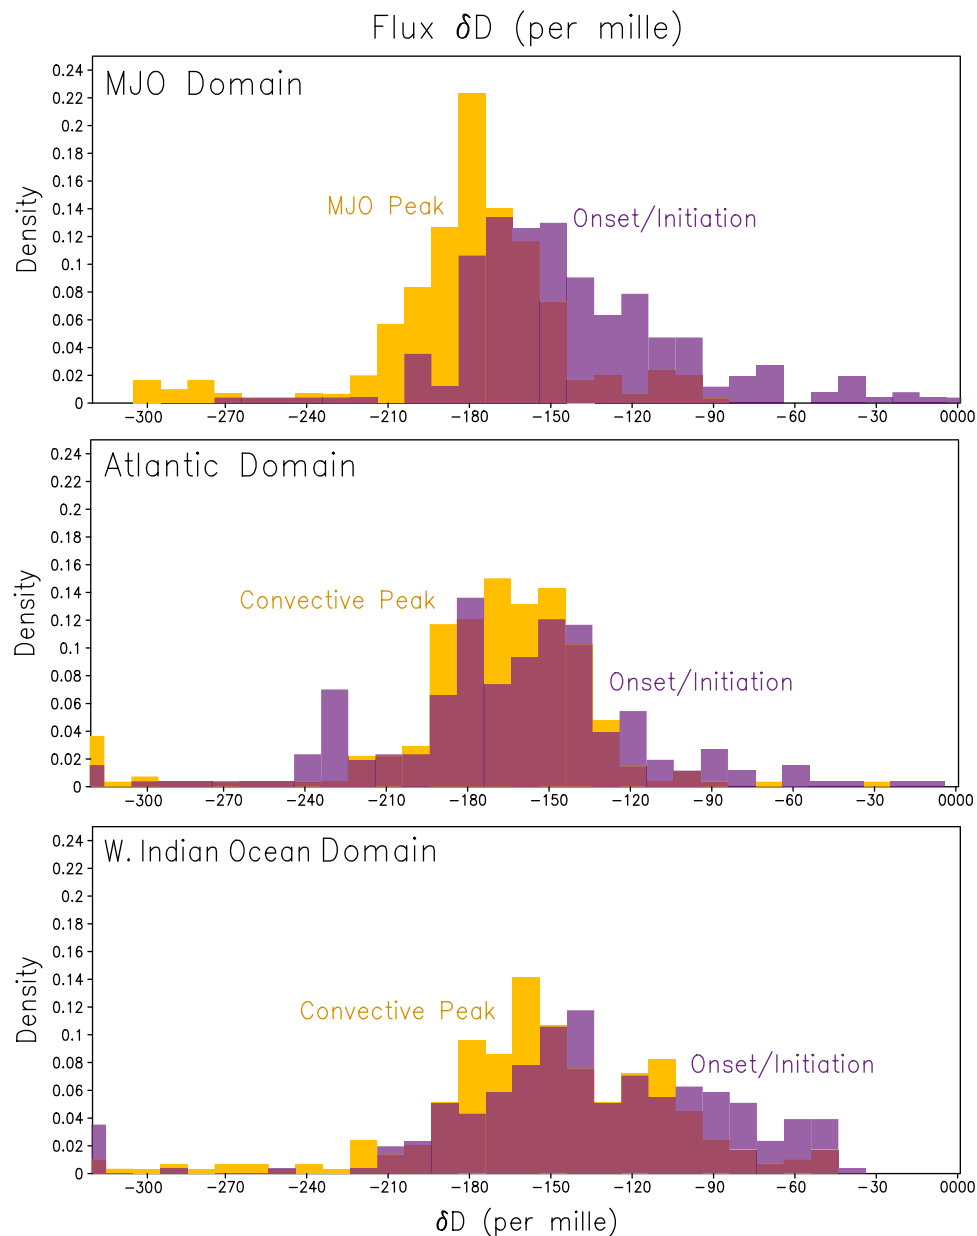 Flux δD (per mille)
MJO Domain
0.24
0.22
0.2
0.18
0.16
0.14
0.12
0.1
0.08
0.06
0.04
0.02
0
Density
MJO Peak
Onset/Initiation
−300 −270 −210 −180 −150 −120 −90 −60 −30 0000
Atlantic Domain
0.24
0.22
0.2
0.18
0.16
0.14
0.12
0.1
0.08
0.06
0.04
0.02
0
Density
Convective Peak
Onset/Initiation
−300 −270 −210 −180 −150 −120 −90 −60 −30 0000
W. Indian Ocean Domain
0.24
0.22
0.2
0.18
0.16
0.14
0.12
0.1
0.08
0.06
0.04
0.02
0
Density
Convective Peak
Onset/Initiation
−300 −270 −210 −180 −150 −120 −90 −60 −30 0000
δD (per mille)